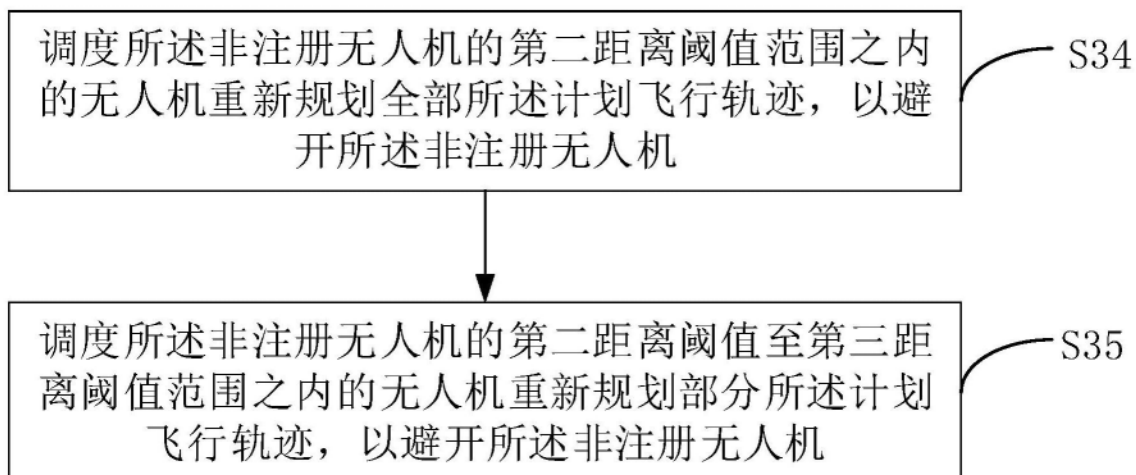 调度所述非注册无人机的第二距离阈值范围之内
的无人机重新规划全部所述计划飞行轨迹，以避
开所述非注册无人机
S34
调度所述非注册无人机的第二距离阈值至第三距
离阈值范围之内的无人机重新规划部分所述计划
飞行轨迹，以避开所述非注册无人机
S35